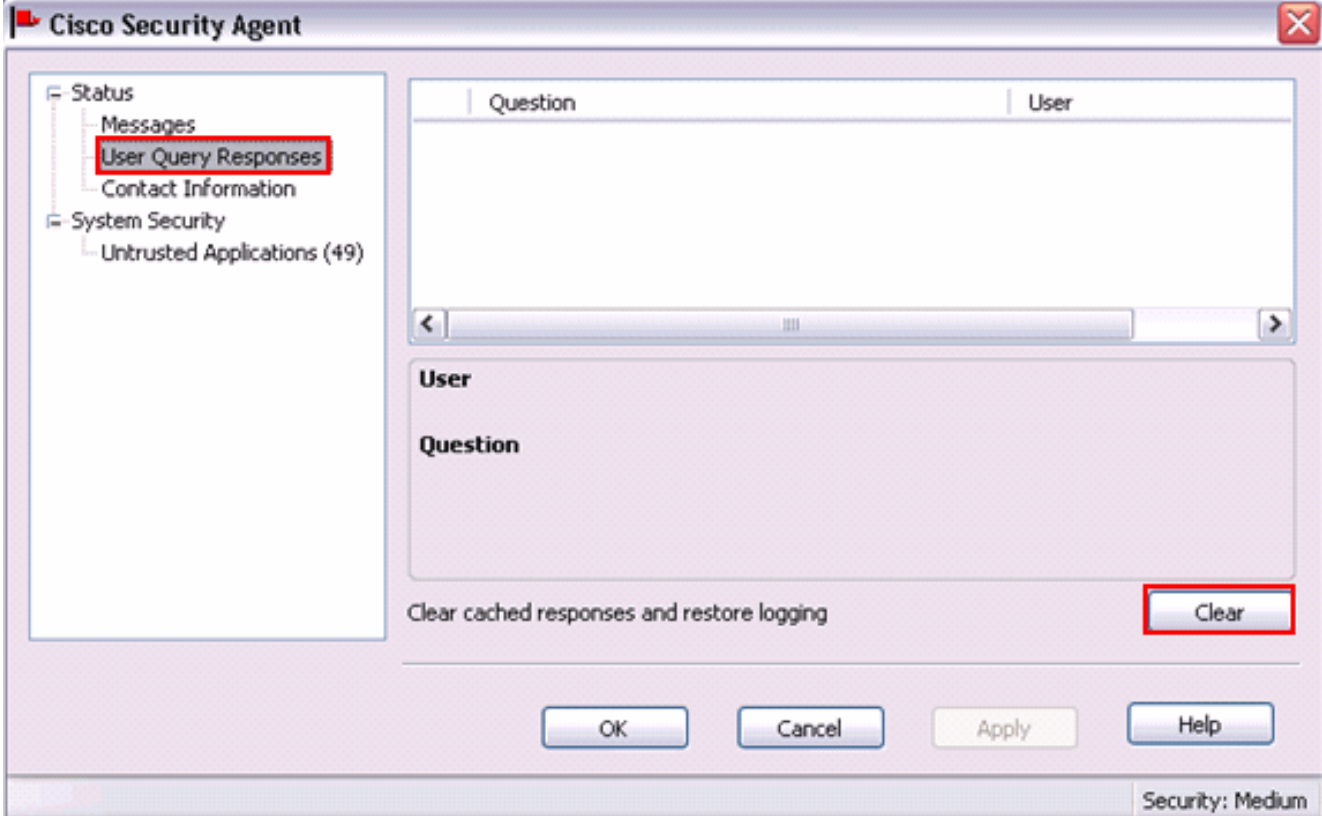 Cisco Security Agent
Status
Messages
User Query Responses
Contact Information
System Security
Untrusted Applications (49)
Question User
User
Question
Clear cached responses and restore logging Clear
OK Cancel Apply Help
Security: Medium